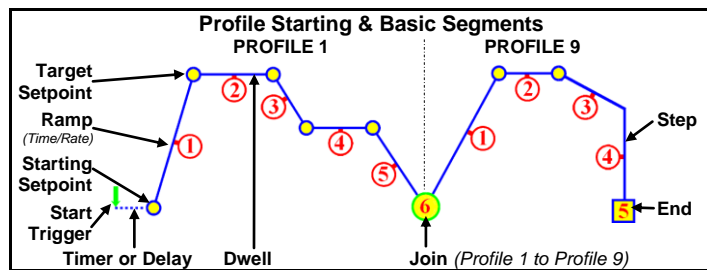 Profile Starting & Basic Segments
PROFILE 1
PROFILE 9
Target
Setpoint
Ramp
(Time/Rate)
Starting
Setpoint
Start
Trigger
Timer or Delay
Dwell
1
2
3
4
5
6
Join (Profile 1 to Profile 9)
1
2
3
4
5
Step
End